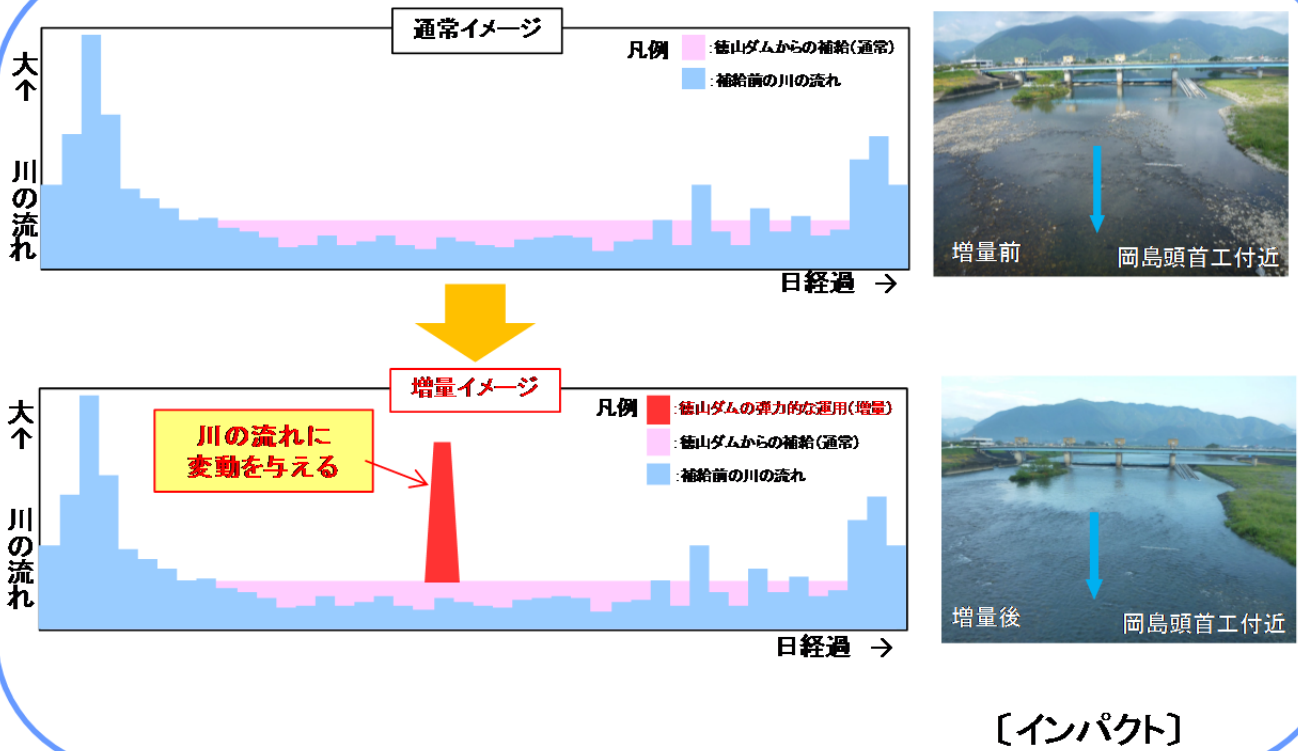 通常イメージ
凡例
:徳山ダムからの補給(通常)
:補給前の川の流れ
大↑
川の流れ
日経過 →
増量前
岡島頭首工付近
増量イメージ
凡例
:徳山ダムの弾力的な運用(増量)
:徳山ダムからの補給(通常)
:補給前の川の流れ
川の流れに
変動を与える
大↑
川の流れ
日経過 →
増量後
岡島頭首工付近
〔インパクト〕